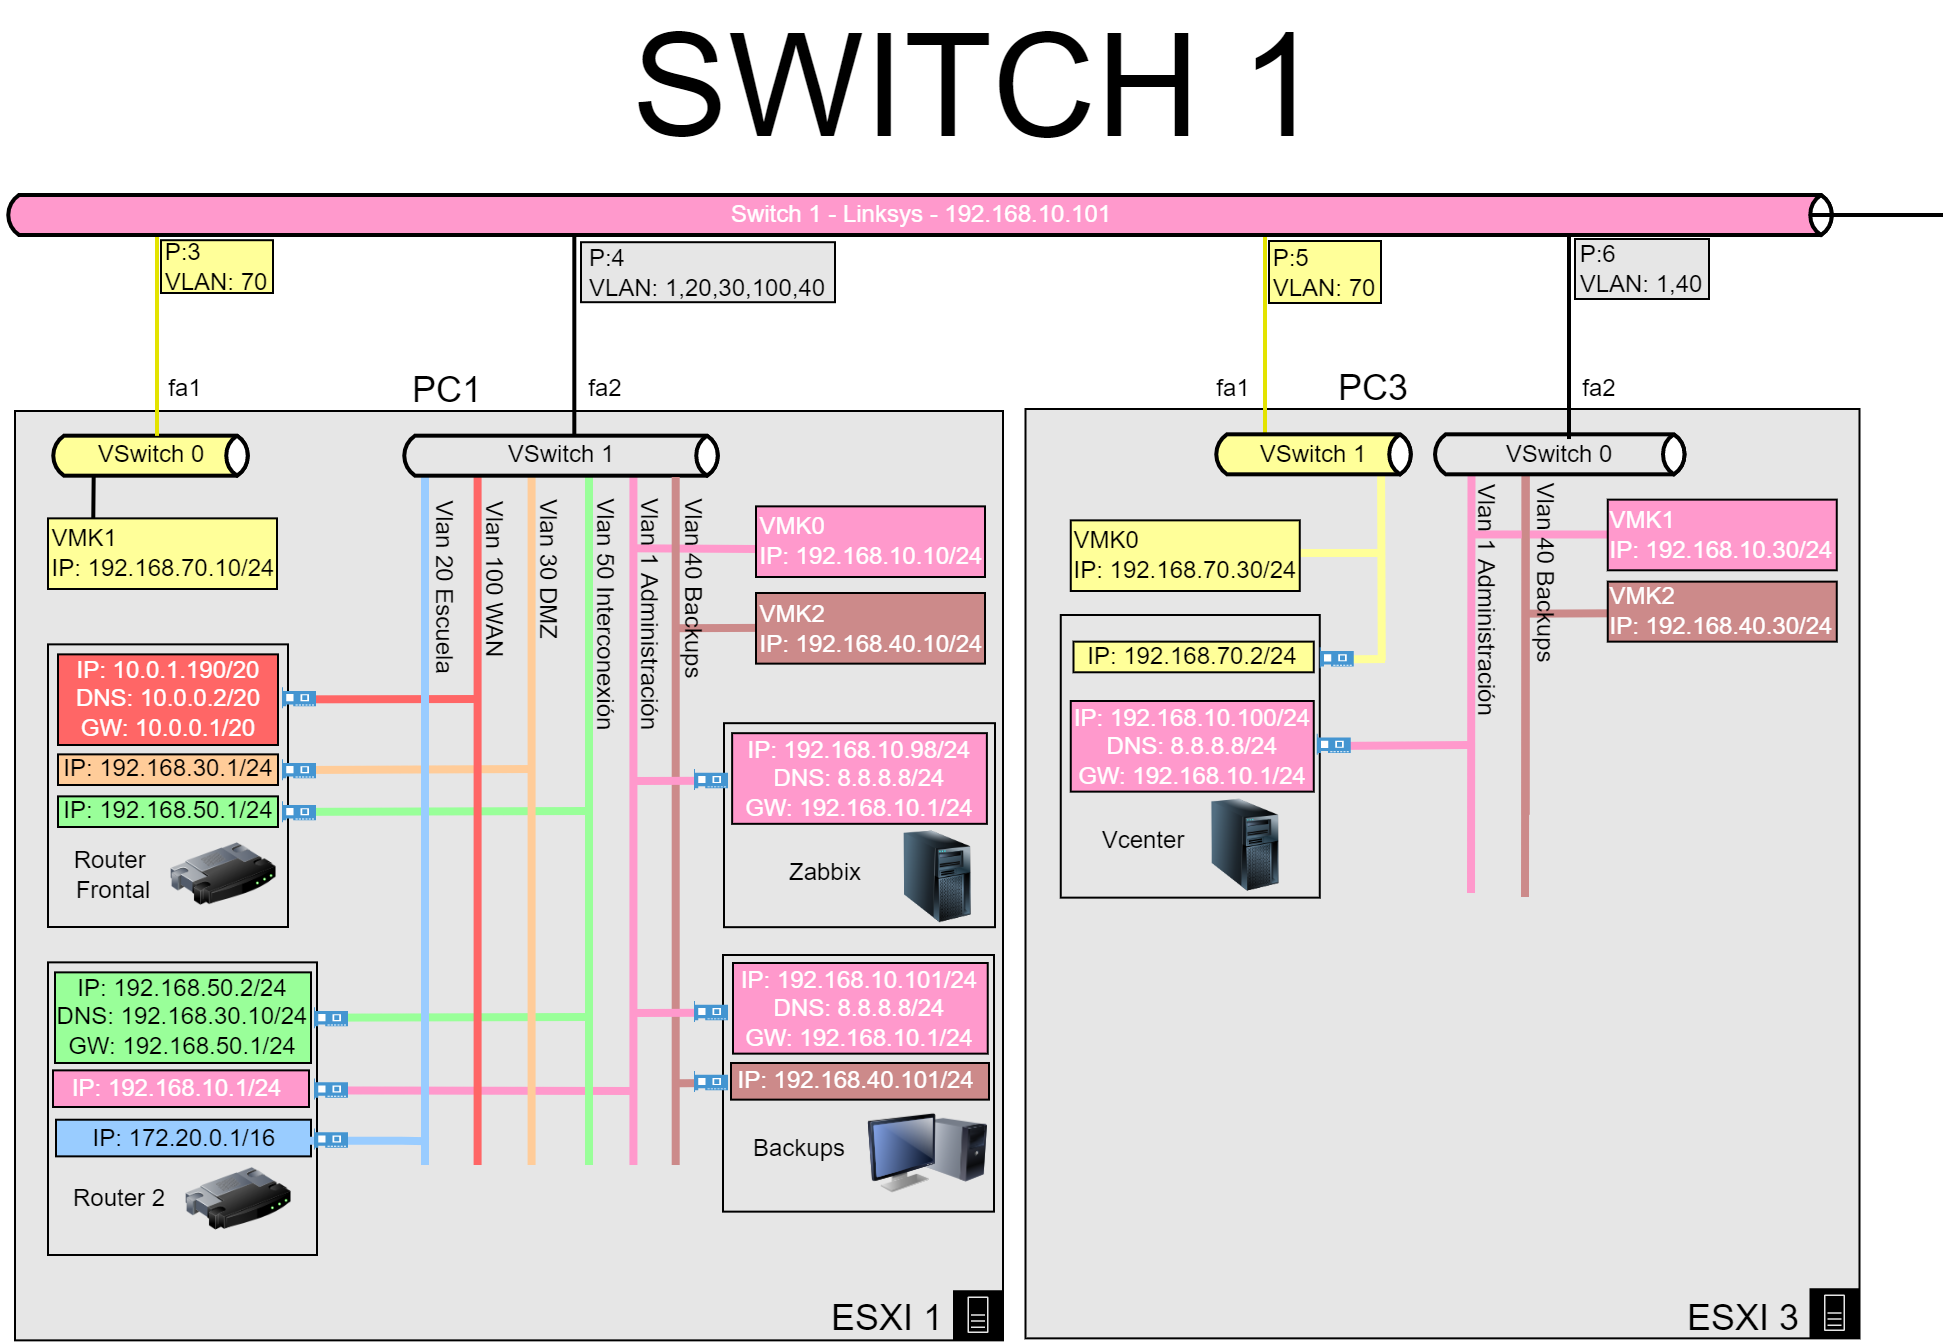 SWITCH 1
Switch 1 - Linksys - 192.168.10.101
P:3
VLAN: 70
P:4
VLAN: 1,20,30,100,40
P:5
VLAN: 70
P:6
VLAN: 1,40
fa1
PC1
fa2
fa1
PC3
fa2
VSwitch 0
VSwitch 1
VMK1
IP: 192.168.70.10/24
Vlan 20 Escuela
Vlan 100 WAN
Vlan 30 DMZ
Vlan 50 Interconexión
Vlan 1 Administración
Vlan 40 Backups
VMK0
IP: 192.168.10.10/24
VMK2
IP: 192.168.40.10/24
IP: 10.0.1.190/20
DNS: 10.0.0.2/20
GW: 10.0.0.1/20
IP: 192.168.30.1/24
IP: 192.168.50.1/24
Router
Frontal
IP: 192.168.10.98/24
DNS: 8.8.8.8/24
GW: 192.168.10.1/24
Zabbix
IP: 192.168.50.2/24
DNS: 192.168.30.10/24
GW: 192.168.50.1/24
IP: 192.168.10.1/24
IP: 172.20.0.1/16
Router 2
IP: 192.168.10.101/24
DNS: 8.8.8.8/24
GW: 192.168.10.1/24
IP: 192.168.40.101/24
Backups
ESXI 1
VSwitch 1
VSwitch 0
VMK0
IP: 192.168.70.30/24
Vlan 1 Administración
Vlan 40 Backups
VMK1
IP: 192.168.10.30/24
VMK2
IP: 192.168.40.30/24
IP: 192.168.70.2/24
IP: 192.168.10.100/24
DNS: 8.8.8.8/24
GW: 192.168.10.1/24
Vcenter
ESXI 3